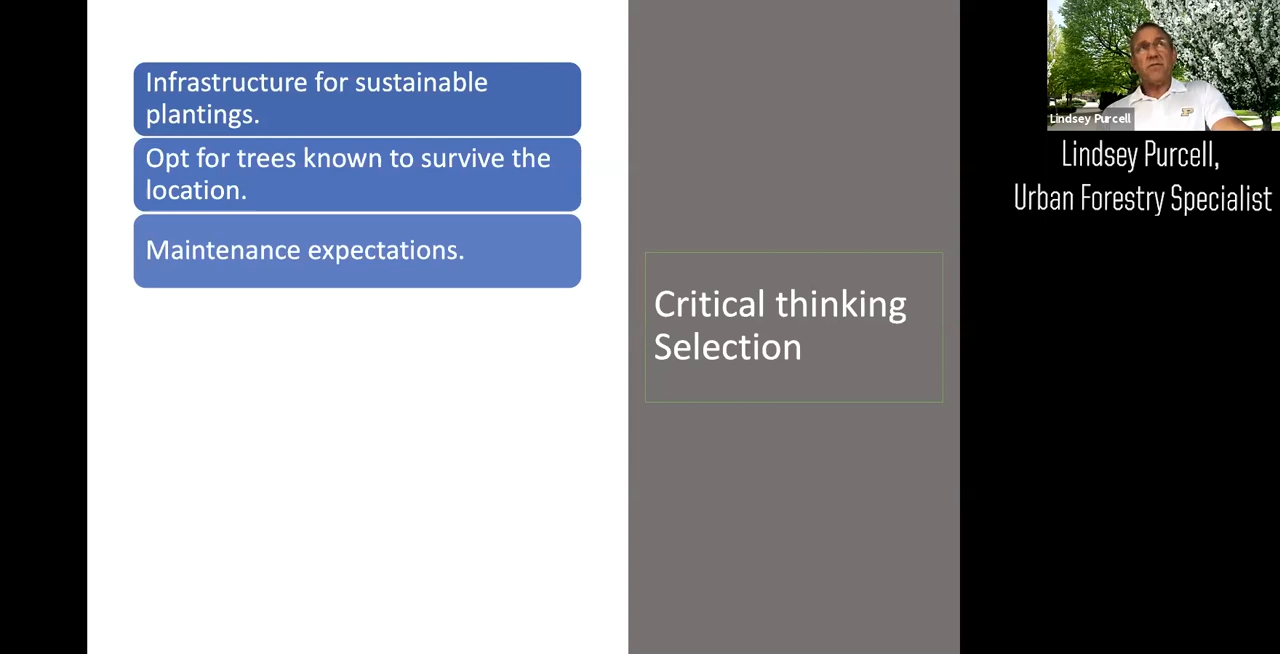 Infrastructure for sustainable
plantings.
Opt for trees known to survive the
location.
Maintenance expectations.
Critical thinking
Selection
P
Lindsey Purcell
Lindsey Purcell,
Urban Forestry Specialist